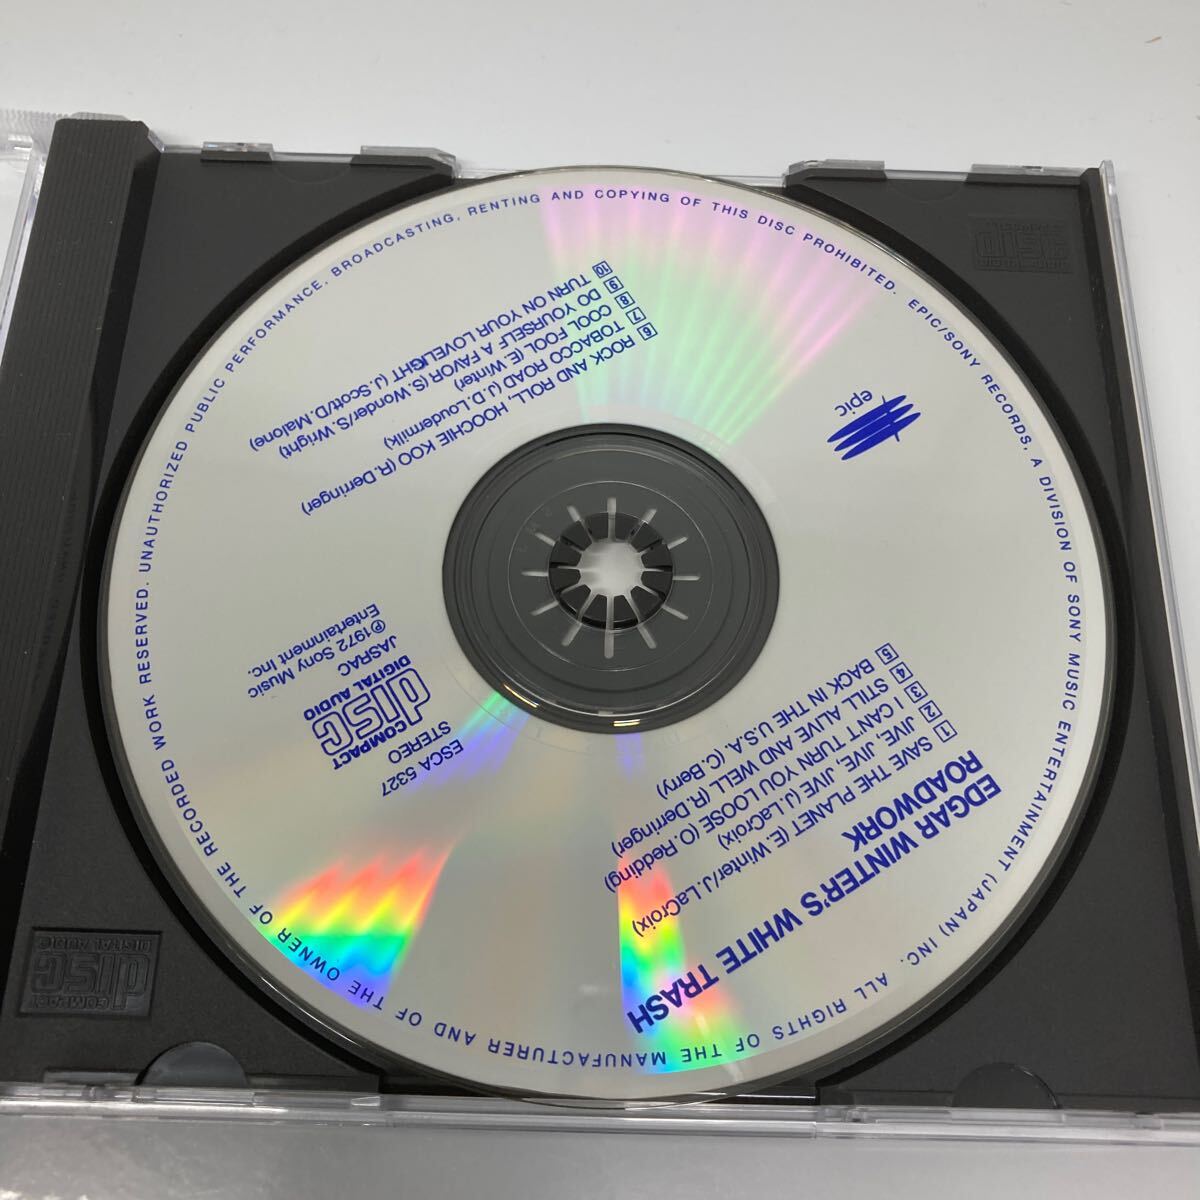 EDGAR WINTER'S WHITE TRASH
ROADWORK
1 SAVE THE PLANET (E. Winter/J. LaCroix)
2 JIVE, JIVE, JIVE (J. LaCroix)
3 I CAN'T TURN YOU LOOSE (O. Redding)
4 STILL ALIVE AND WELL (R. Derringer)
5 BACK IN THE U.S.A. (C. Berry)
ESCA 5327
STEREO
COMPACT
disc
DIGITAL AUDIO
JASRAC
℗1972 Sony Music
Entertainment Inc.
6 ROCK AND ROLL, HOOCHIE KOO (R. Derringer)
7 TOBACCO ROAD (J. D. Loudermilk)
8 COOL FOOL (E. Winter)
9 DO YOURSELF A FAVOR (S. Wonder/S. Wright)
10 TURN ON YOUR LOVELIGHT (J. Scott/D. Malone)
epic
EPIC/SONY RECORDS, A DIVISION OF SONY MUSIC ENTERTAINMENT (JAPAN) INC. ALL RIGHTS OF THE MANUFACTURER AND OF THE OWNER OF THE RECORDED WORK RESERVED. UNAUTHORIZED PUBLIC PERFORMANCE, BROADCASTING, RENTING AND COPYING OF THIS DISC PROHIBITED.
COMPACT
disc
DIGITAL AUDIO
disc